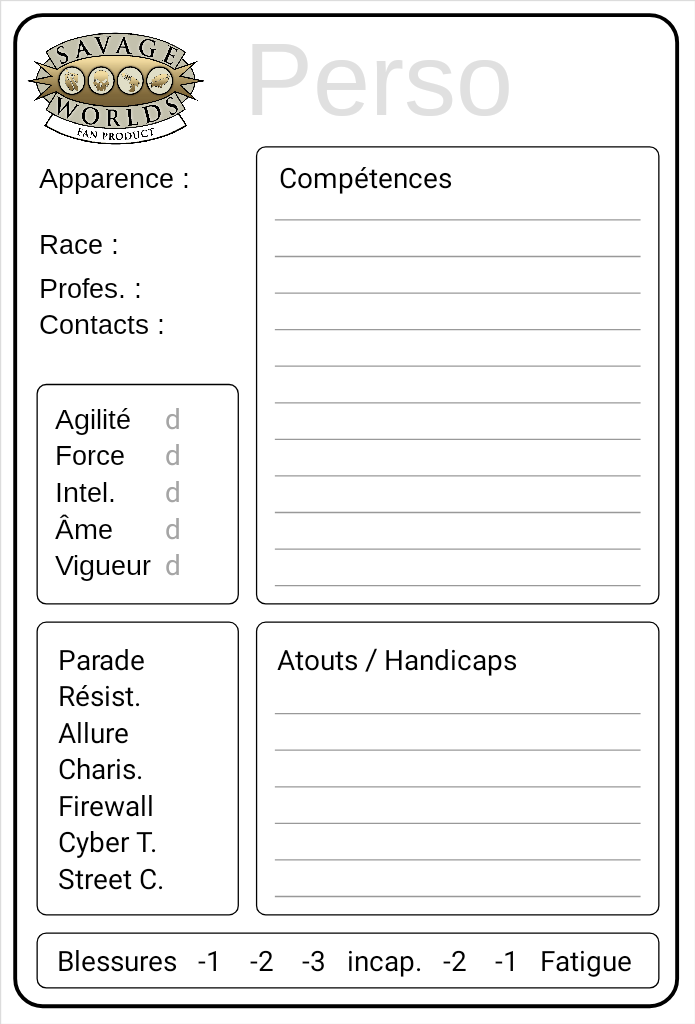 SAVAGE
WORLDS
FAN PRODUCT
Perso
Apparence :
Race :
Profes. :
Contacts :
Compétences
Agilité d
Force d
Intel. d
Âme d
Vigueur d
Parade
Résist.
Allure
Charis.
Firewall
Cyber T.
Street C.
Atouts / Handicaps
Blessures -1 -2 -3 incap. -2 -1 Fatigue